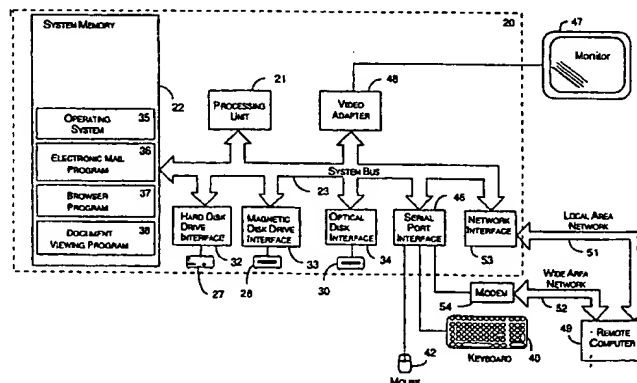 SYSTEM MEMORY
20
47
Monitor
21
48
PROCESSING
UNIT
VIDEO
ADAPTER
22
OPERATING
SYSTEM
35
ELECTRONIC MAIL
PROGRAM
36
BROWSER
PROGRAM
37
DOCUMENT
VIEWING PROGRAM
38
SYSTEM BUS
23
46
HARD DISK
DRIVE
INTERFACE
32
MAGNETIC
DISK DRIVE
INTERFACE
33
OPTICAL
DISK
INTERFACE
34
SERIAL
PORT
INTERFACE
NETWORK
INTERFACE
53
LOCAL AREA
NETWORK
51
27
28
30
MODEM
54
WIDE AREA
NETWORK
52
42
MOUSE
KEYBOARD
40
49
REMOTE
COMPUTER